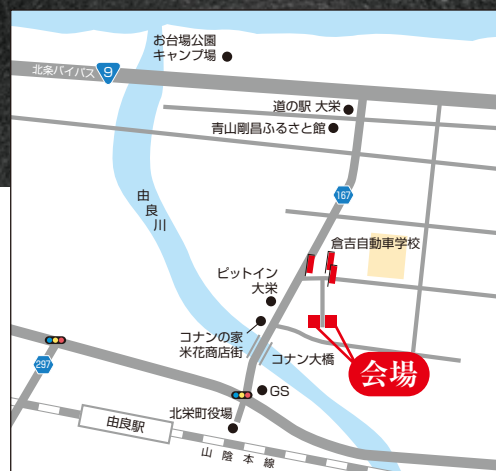 お台場公園
キャンプ場
北条バイパス
9
道の駅 大栄
青山剛昌ふるさと館
167
由良川
倉吉自動車学校
ピットイン
大栄
コナンの家
米花商店街
コナン大橋
会場
297
GS
北栄町役場
由良駅
山陰本線